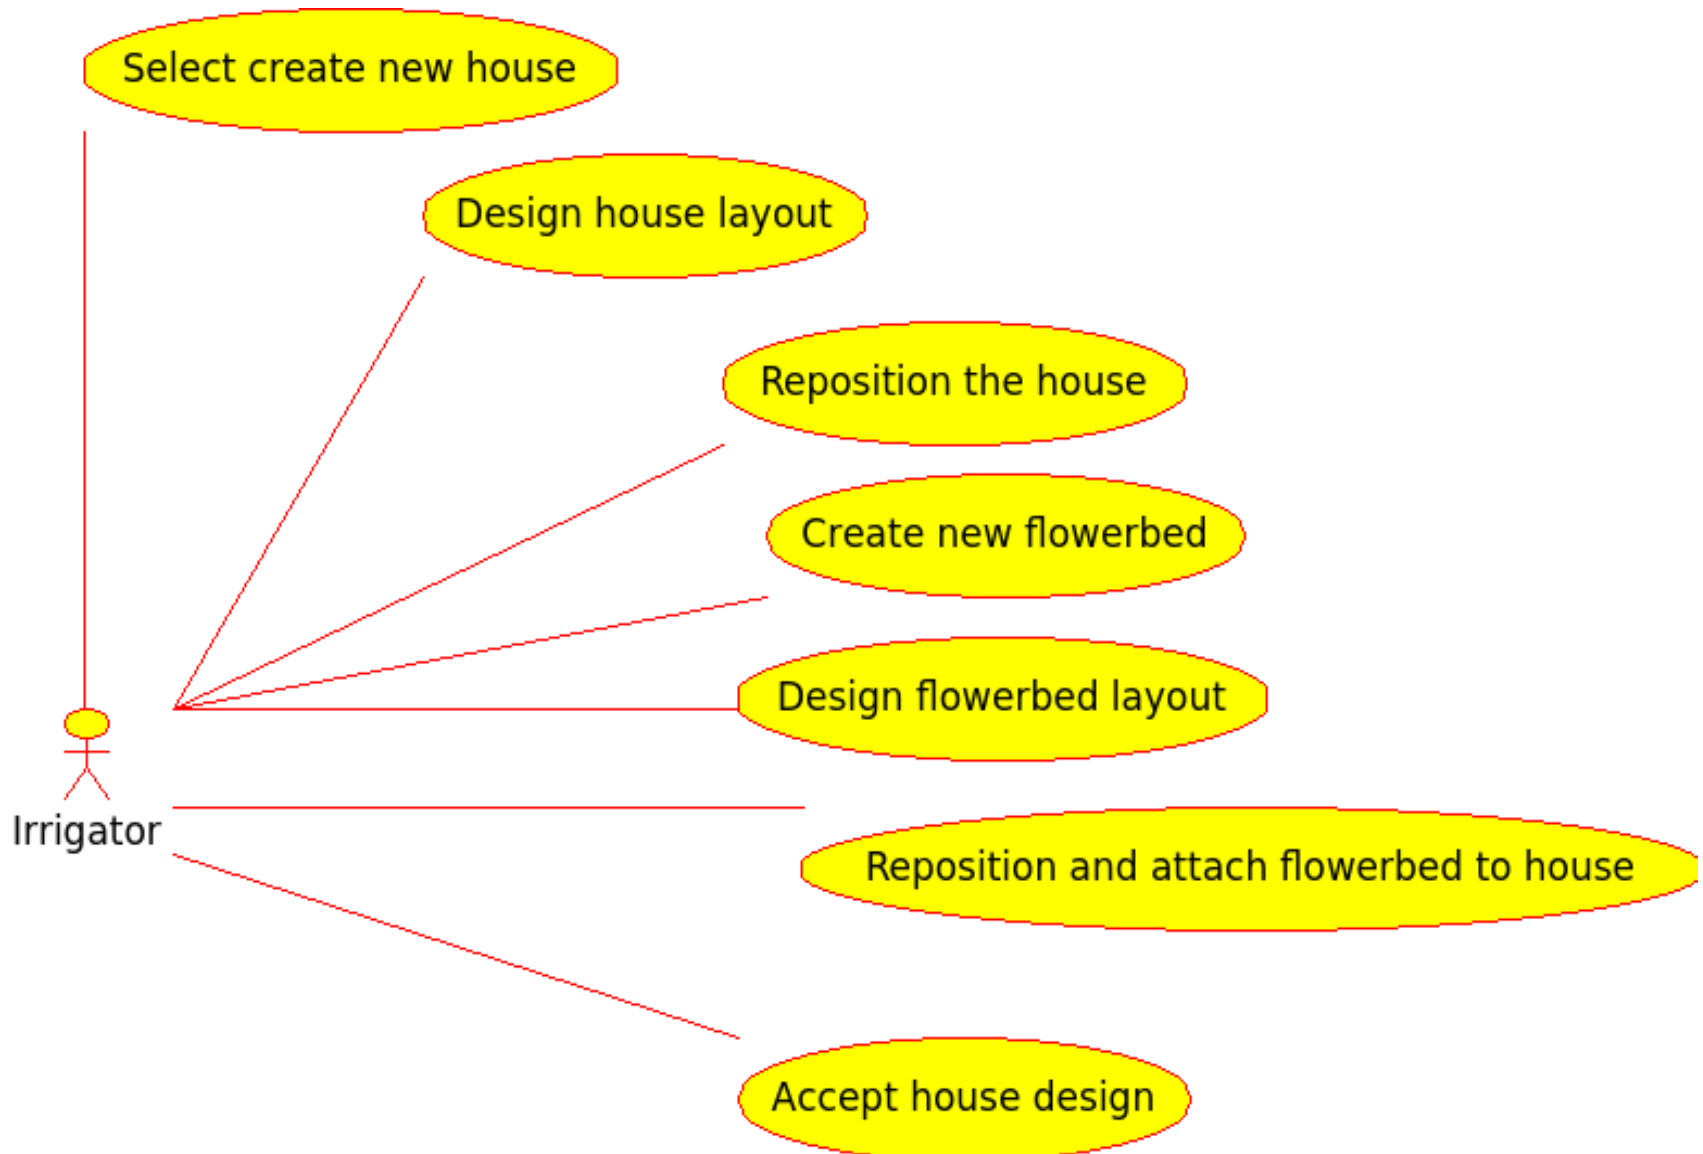 Select create new house
Design house layout
Reposition the house
Create new flowerbed
Design flowerbed layout
Irrigator
Reposition and attach flowerbed to house
Accept house design